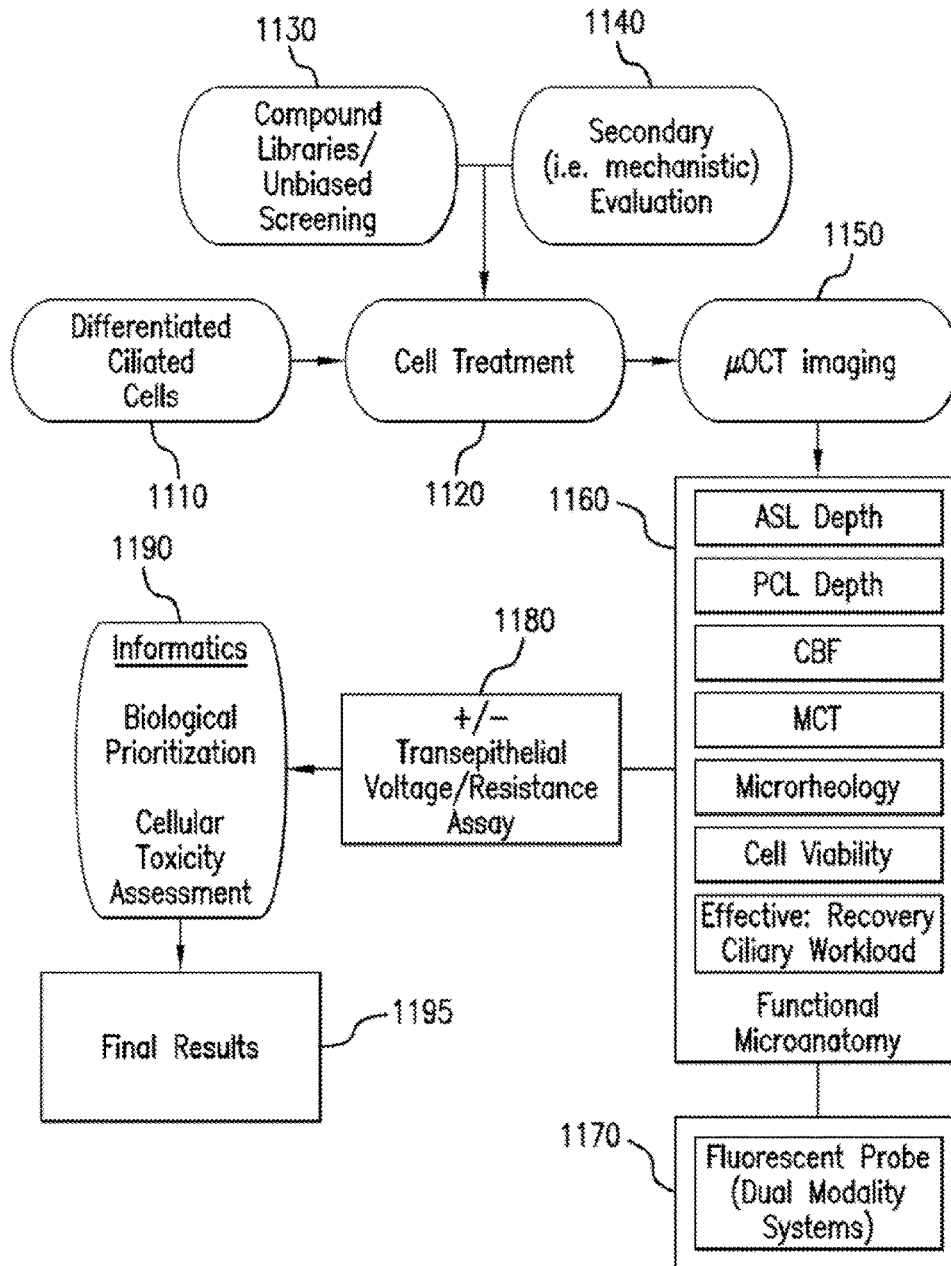 1130
1140
Compound
Libraries/
Unbiased
Screening
Secondary
(i.e. mechanistic)
Evaluation
1150
Differentiated
Ciliated
Cells
Cell Treatment
μOCT imaging
1110
1120
1160
ASL Depth
PCL Depth
CBF
MCT
Microrheology
Cell Viability
Effective: Recovery
Ciliary Workload
Functional
Microanatomy
1190
Informatics
Biological
Prioritization
Cellular
Toxicity
Assessment
1180
+/−
Transepithelial
Voltage/Resistance
Assay
Final Results
1195
1170
Fluorescent Probe
(Dual Modality
Systems)